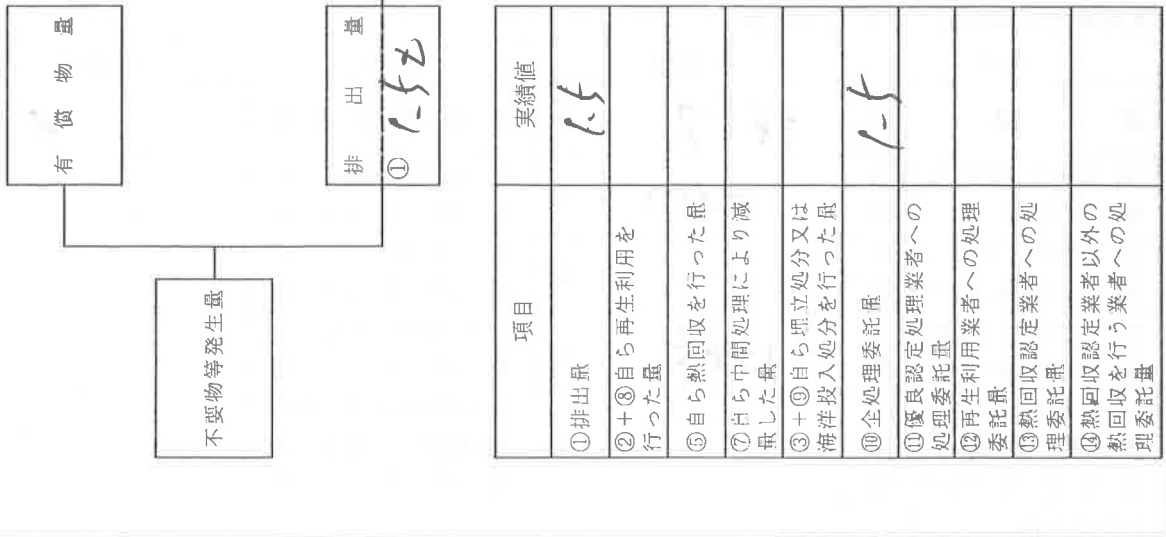 不要物等発生量
有償物量
排出量
① 1.5t
項目 実績値
①排出量 1.5
②+⑧自ら再生利用を
行った量
⑤自ら熱回収を行った量
⑦自ら中間処理により減
量した量
③+⑨自ら埋立処分又は
海洋投入処分を行った量
⑩全処理委託量 1.5
⑪優良認定処理業者への
処理委託量
⑫再生利用業者への処理
委託量
⑬熱回収認定業者への処
理委託量
⑭熱回収認定業者以外の
熱回収を行う業者への処
理委託量